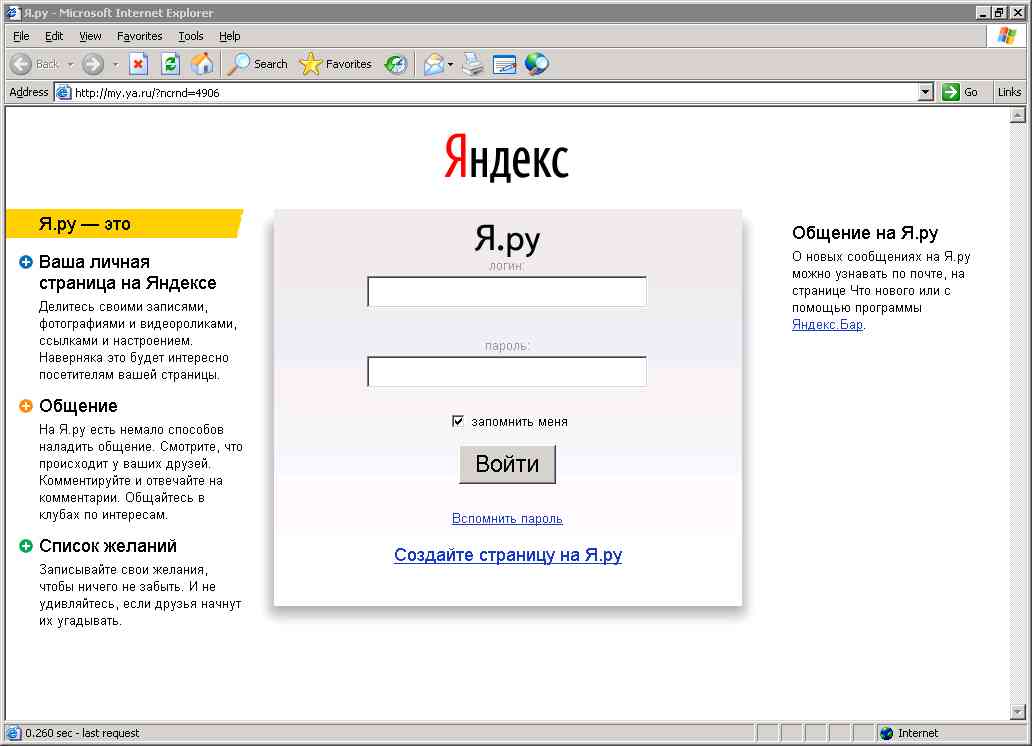 Я.ру - Microsoft Internet Explorer
File Edit View Favorites Tools Help
Back Search Favorites
Address http://my.ya.ru/?ncrnd=4906 Go Links
Яндекс
Я.ру — это
Ваша личная
страница на Яндексе
Делитесь своими записями,
фотографиями и видеороликами,
ссылками и настроением.
Наверняка это будет интересно
посетителям вашей страницы.
Общение
На Я.ру есть немало способов
наладить общение. Смотрите, что
происходит у ваших друзей.
Комментируйте и отвечайте на
комментарии. Общайтесь в
клубах по интересам.
Список желаний
Записывайте свои желания,
чтобы ничего не забыть. И не
удивляйтесь, если друзья начнут
их угадывать.
Я.ру
логин:
пароль:
запомнить меня
Войти
Вспомнить пароль
Создайте страницу на Я.ру
Общение на Я.ру
О новых сообщениях на Я.ру
можно узнавать по почте, на
странице Что нового или с
помощью программы
Яндекс.Бар.
0.260 sec - last request Internet